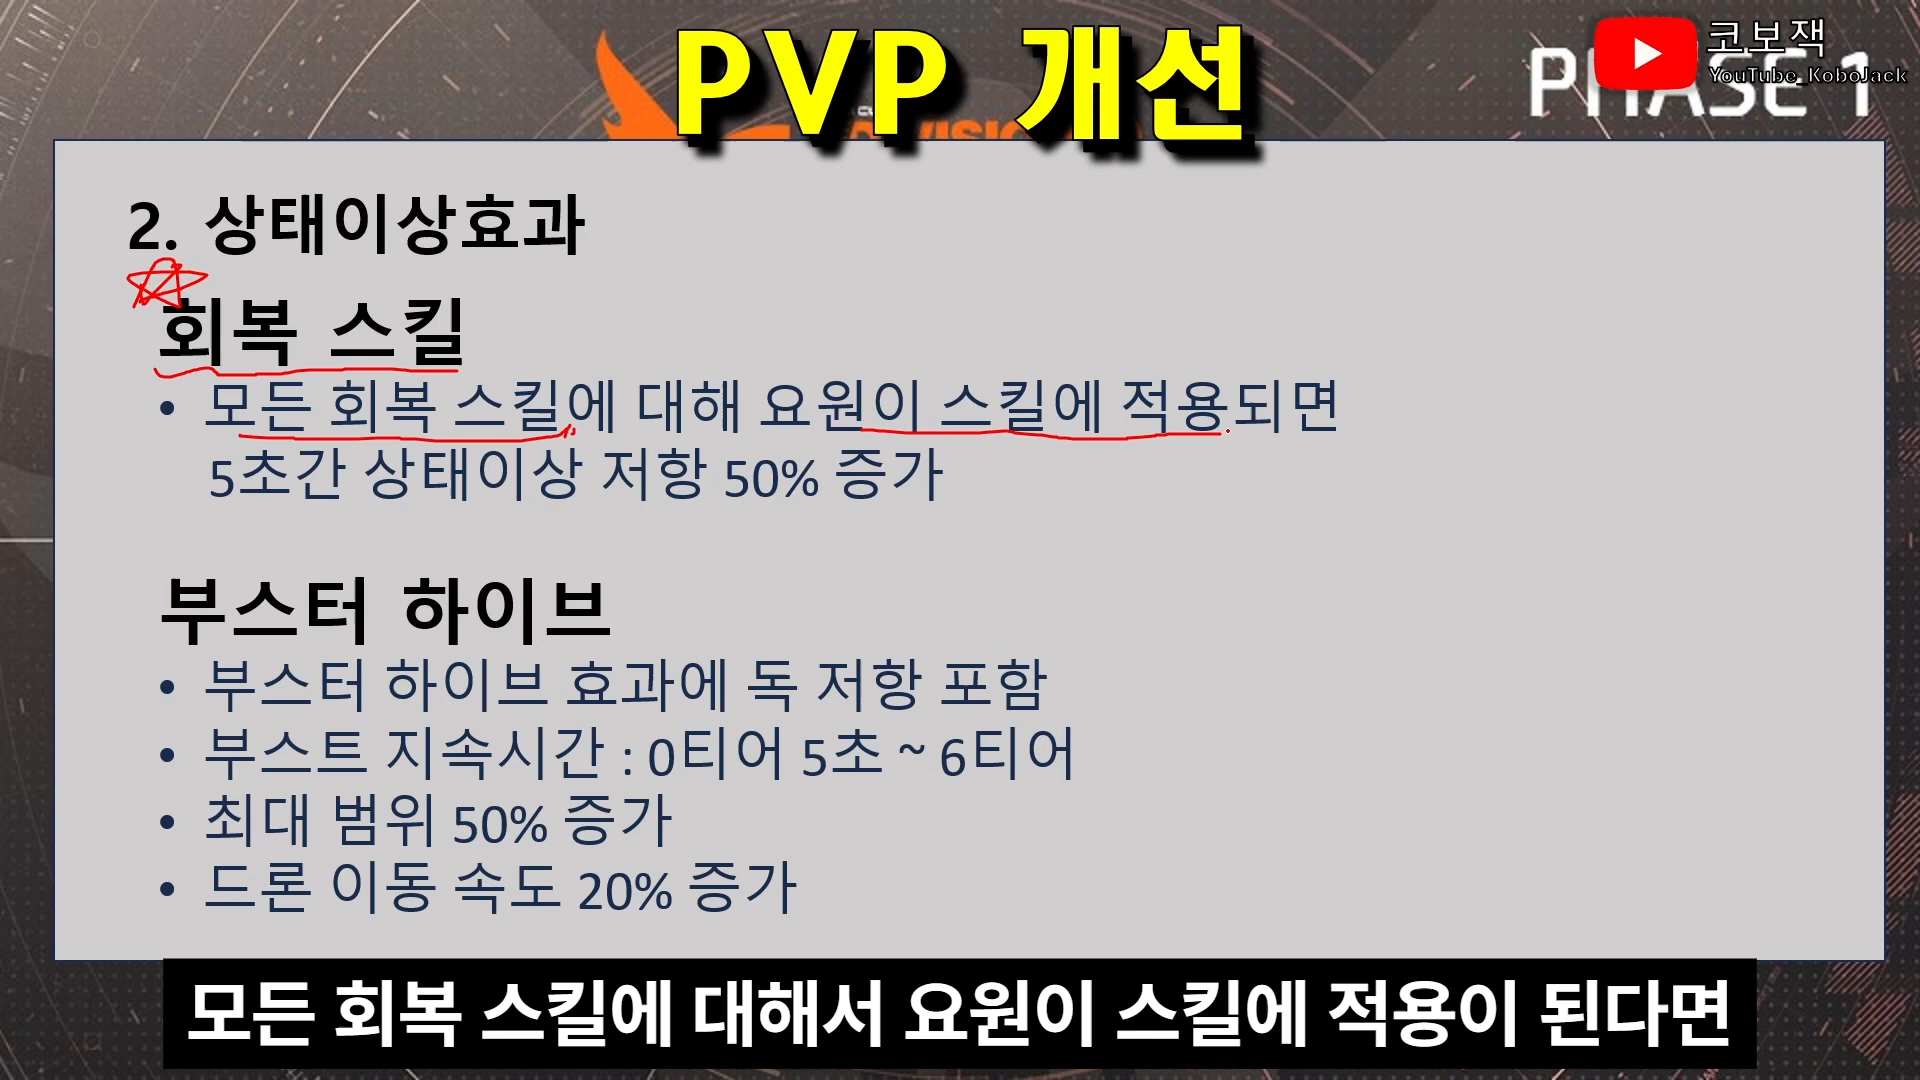 PVP 개선
코보잭
YouTube_KoboJack
PHASE 1
2. 상태이상효과
회복 스킬
• 모든 회복 스킬에 대해 요원이 스킬에 적용되면
5초간 상태이상 저항 50% 증가
부스터 하이브
• 부스터 하이브 효과에 독 저항 포함
• 부스트 지속시간 : 0티어 5초 ~ 6티어
• 최대 범위 50% 증가
• 드론 이동 속도 20% 증가
모든 회복 스킬에 대해서 요원이 스킬에 적용이 된다면